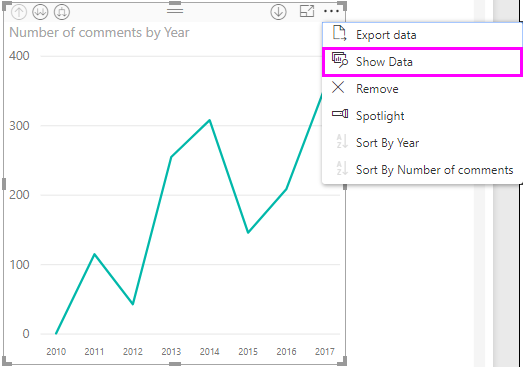 Number of comments by Year
400
300
200
100
0
2010 2011 2012 2013 2014 2015 2016 2017
Export data
Show Data
Remove
Spotlight
Sort By Year
Sort By Number of comments